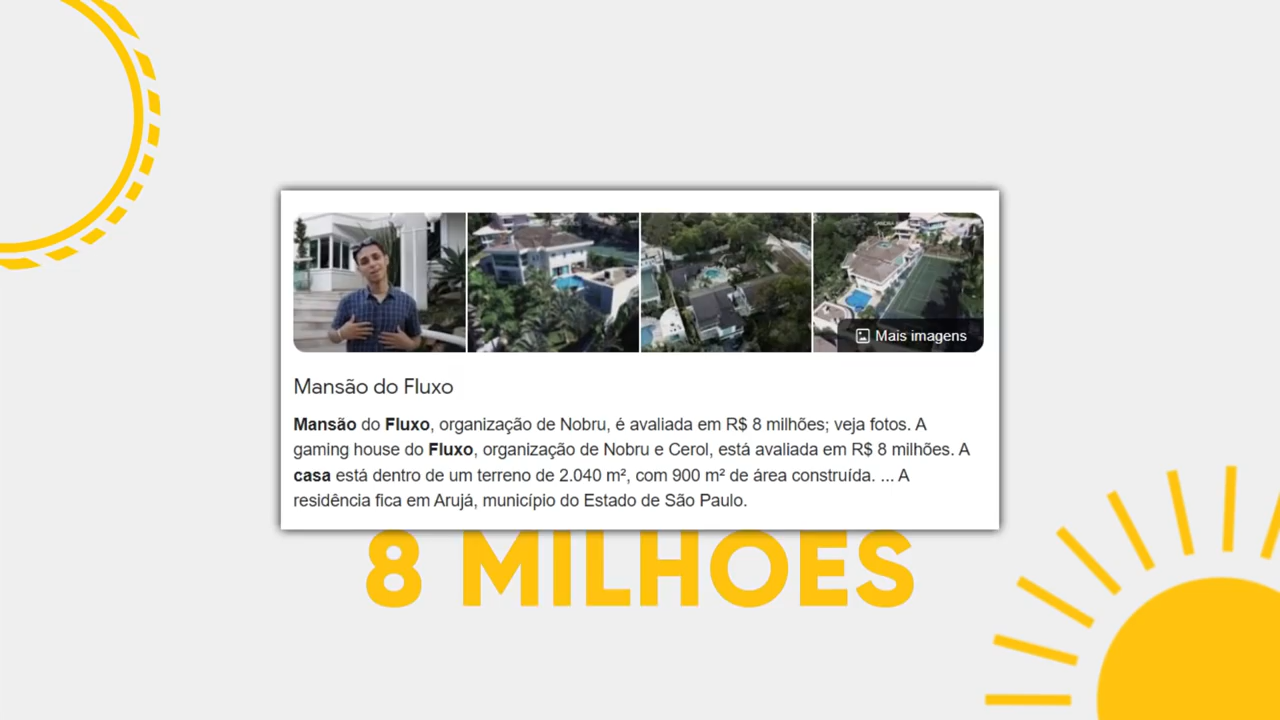 Mais imagens
Mansão do Fluxo
Mansão do Fluxo, organização de Nobru, é avaliada em R$ 8 milhões; veja fotos. A
gaming house do Fluxo, organização de Nobru e Cerol, está avaliada em R$ 8 milhões. A
casa está dentro de um terreno de 2.040 m², com 900 m² de área construída. ... A
residência fica em Arujá, município do Estado de São Paulo.
8 MILHOES